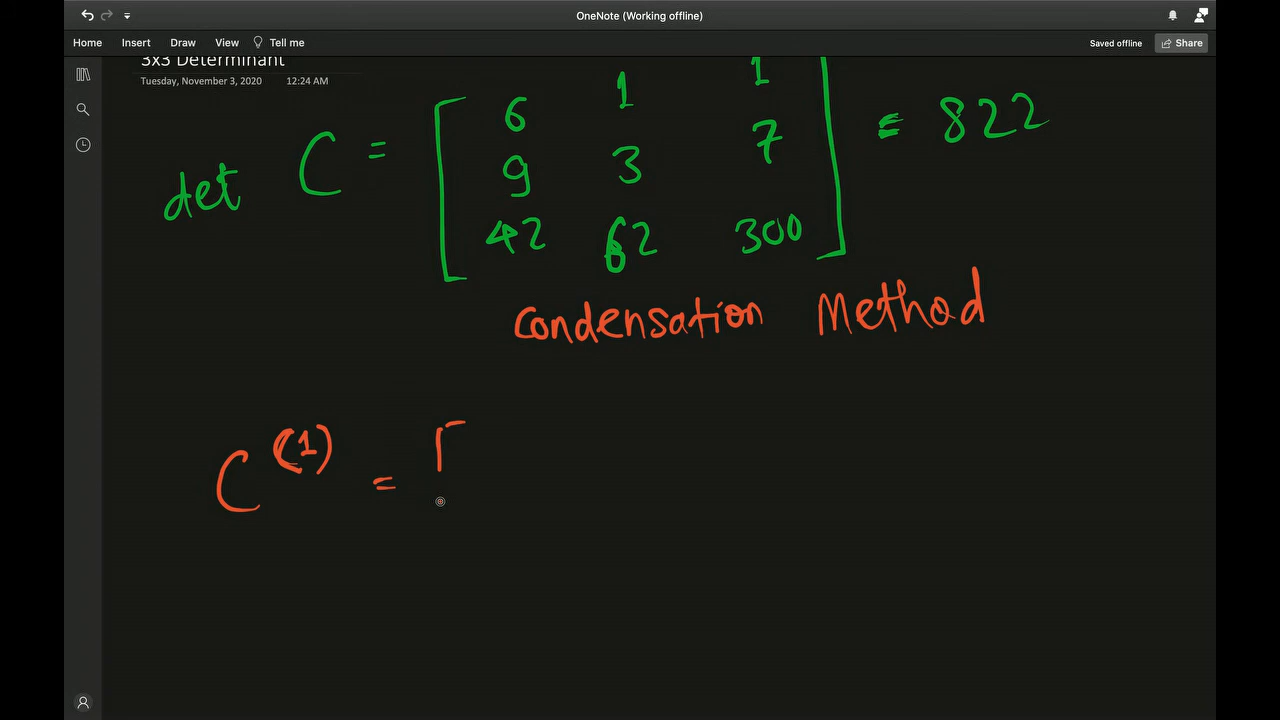 OneNote (Working offline)
Home Insert Draw View Tell me
Saved offline Share
3x3 Determinant
Tuesday, November 3, 2020 12:24 AM
6 1 1
det C = 9 3 7 = 822
42 62 300
Condensation Method
C (1) =